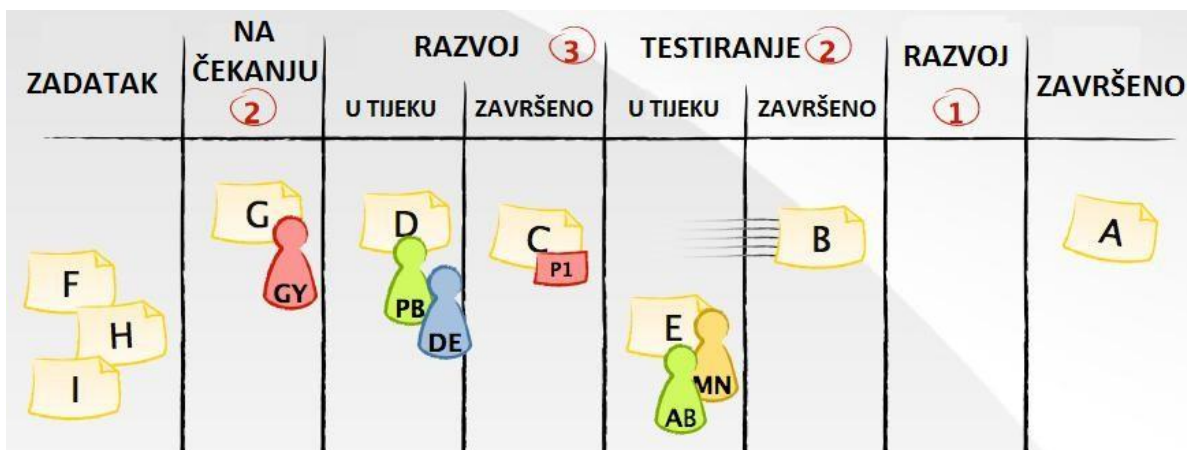 ZADATAK
NA
ČEKANJU
2
RAZVOJ 3
U TIJEKU
ZAVRŠENO
TESTIRANJE 2
U TIJEKU
ZAVRŠENO
RAZVOJ
1
ZAVRŠENO
F
H
I
G
GY
D
PB
DE
C
P1
E
MN
AB
B
A